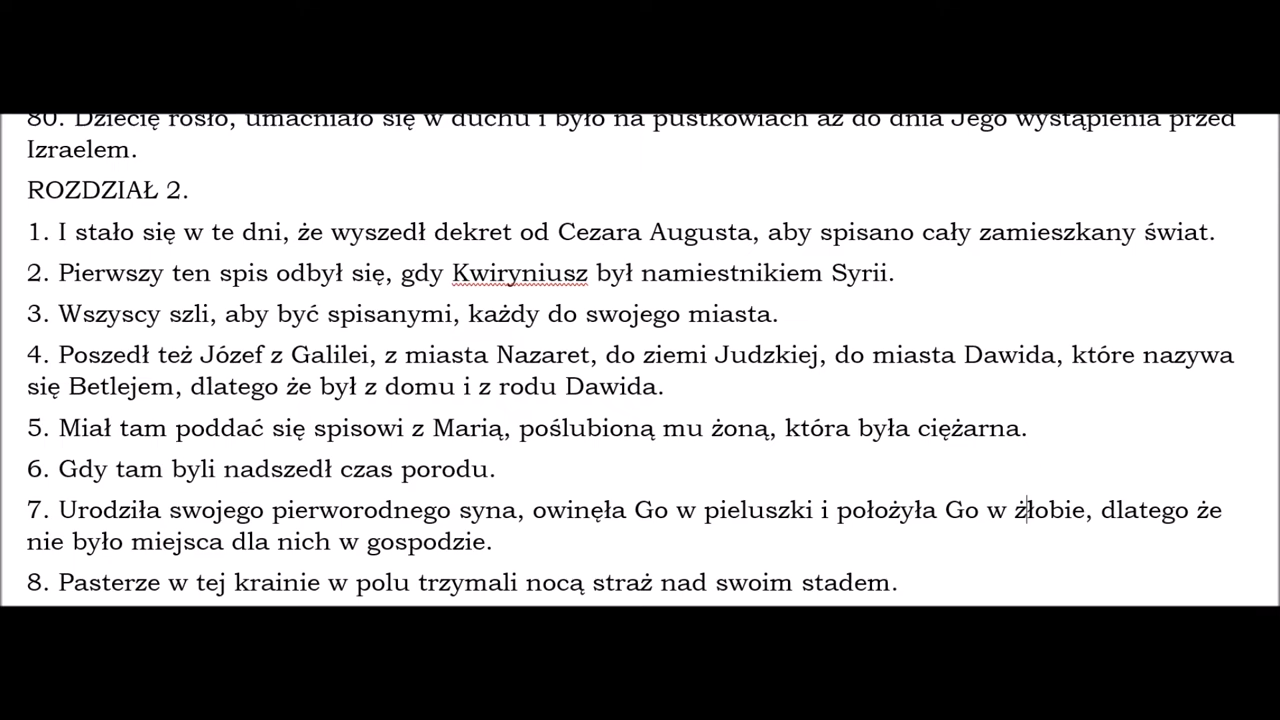 80. Dziecię rosło, umacniało się w duchu i było na pustkowiach aż do dnia Jego wystąpienia przed
Izraelem.
ROZDZIAŁ 2.
1. I stało się w te dni, że wyszedł dekret od Cezara Augusta, aby spisano cały zamieszkany świat.
2. Pierwszy ten spis odbył się, gdy Kwiryniusz był namiestnikiem Syrii.
3. Wszyscy szli, aby być spisanymi, każdy do swojego miasta.
4. Poszedł też Józef z Galilei, z miasta Nazaret, do ziemi Judzkiej, do miasta Dawida, które nazywa
się Betlejem, dlatego że był z domu i z rodu Dawida.
5. Miał tam poddać się spisowi z Marią, poślubioną mu żoną, która była ciężarna.
6. Gdy tam byli nadszedł czas porodu.
7. Urodziła swojego pierworodnego syna, owinęła Go w pieluszki i położyła Go w żłobie, dlatego że
nie było miejsca dla nich w gospodzie.
8. Pasterze w tej krainie w polu trzymali nocą straż nad swoim stadem.